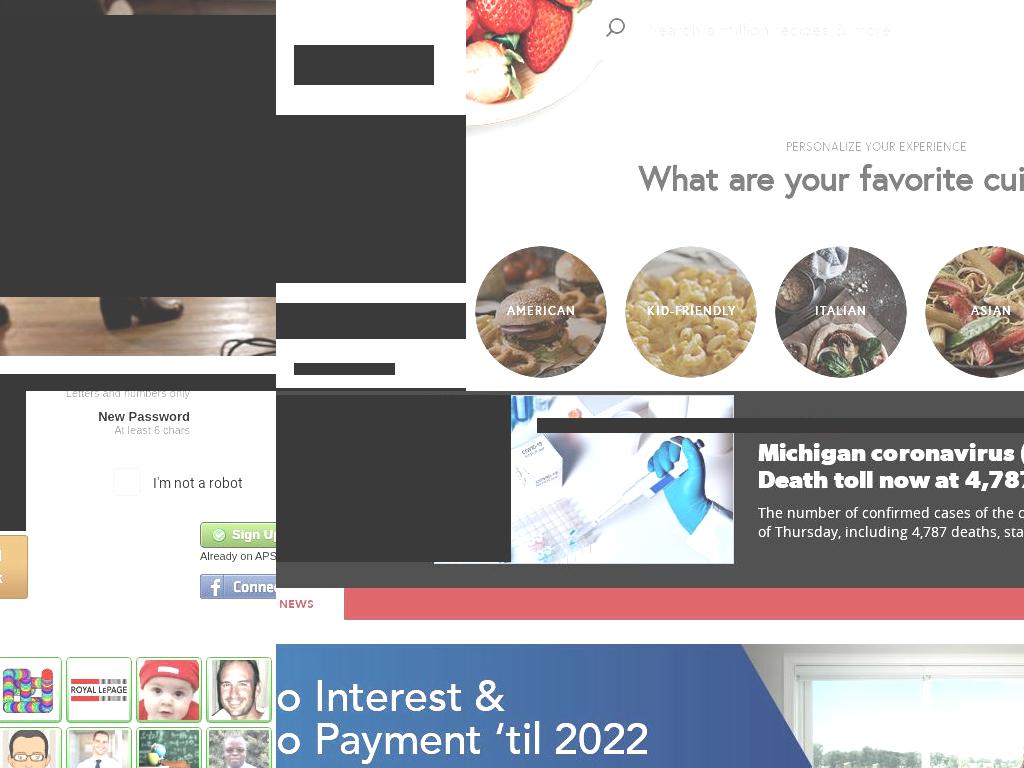 Search a million recipes & more
PERSONALIZE YOUR EXPERIENCE
What are your favorite cui
AMERICAN
KID-FRIENDLY
ITALIAN
ASIAN
Letters and numbers only
New Password
At least 6 chars
I'm not a robot
Sign Up
Already on APS
Connec
COVID-19
Michigan coronavirus (
Death toll now at 4,787
The number of confirmed cases of the c
of Thursday, including 4,787 deaths, sta
NEWS
ROYAL LEPAGE
o Interest &
o Payment ‘til 2022